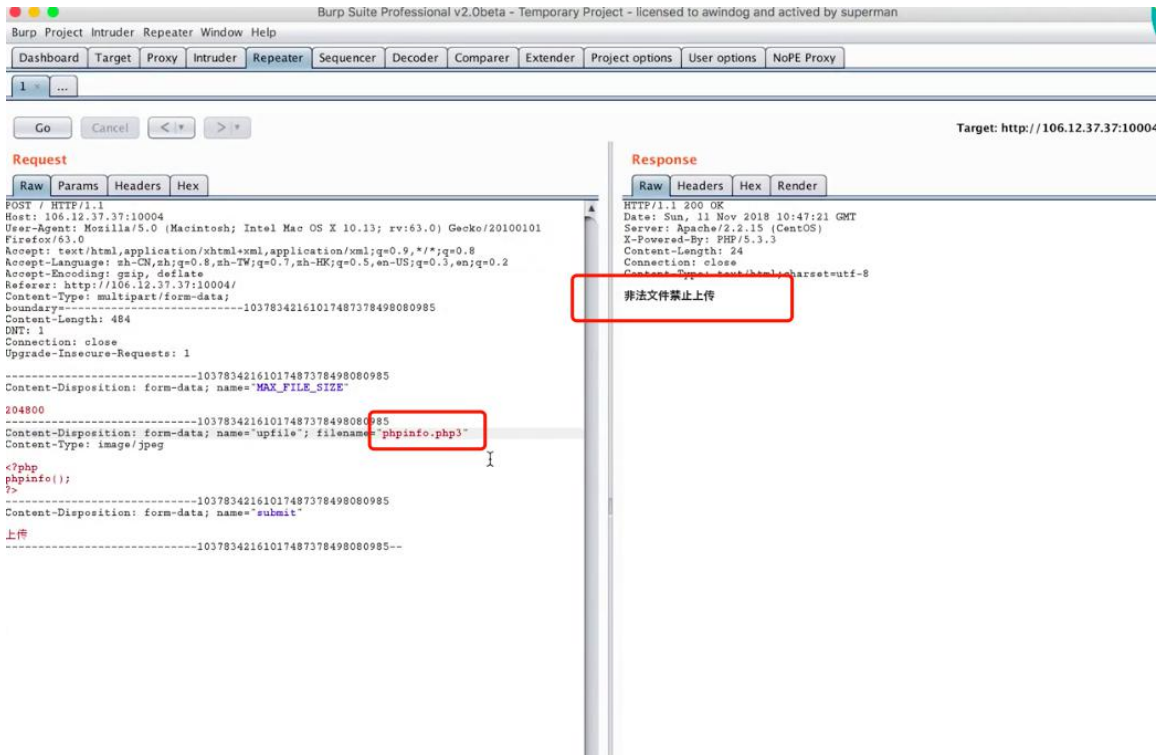 Burp Suite Professional v2.0beta - Temporary Project - licensed to awindog and actived by superman
Burp Project Intruder Repeater Window Help
Dashboard Target Proxy Intruder Repeater Sequencer Decoder Comparer Extender Project options User options NoPE Proxy
1 × ...
Go Cancel < > Target: http://106.12.37.37:10004
Request
Raw Params Headers Hex
POST / HTTP/1.1
Host: 106.12.37.37:10004
User-Agent: Mozilla/5.0 (Macintosh; Intel Mac OS X 10.13; rv:63.0) Gecko/20100101
Firefox/63.0
Accept: text/html,application/xhtml+xml,application/xml;q=0.9,*/*;q=0.8
Accept-Language: zh-CN,zh;q=0.8,zh-TW;q=0.7,zh-HK;q=0.5,en-US;q=0.3,en;q=0.2
Accept-Encoding: gzip, deflate
Referer: http://106.12.37.37:10004/
Content-Type: multipart/form-data;
boundary=---------------------------10378342161017487378498080985
Content-Length: 484
DNT: 1
Connection: close
Upgrade-Insecure-Requests: 1
-----------------------------10378342161017487378498080985
Content-Disposition: form-data; name="MAX_FILE_SIZE"
204800
-----------------------------10378342161017487378498080985
Content-Disposition: form-data; name="upfile"; filename="phpinfo.php3"
Content-Type: image/jpeg
<?php
phpinfo();
?>
-----------------------------10378342161017487378498080985
Content-Disposition: form-data; name="submit"
上传
-----------------------------10378342161017487378498080985--
Response
Raw Headers Hex Render
HTTP/1.1 200 OK
Date: Sun, 11 Nov 2018 10:47:21 GMT
Server: Apache/2.2.15 (CentOS)
X-Powered-By: PHP/5.3.3
Content-Length: 24
Connection: close
Content-Type: text/html;charset=utf-8
非法文件禁止上传